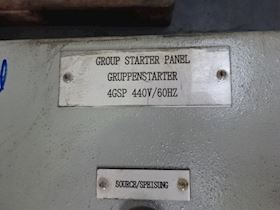 GROUP STARTER PANEL
GRUPPENSTARTER
4GSP 440V/60HZ
SOURCE/SPEISUNG